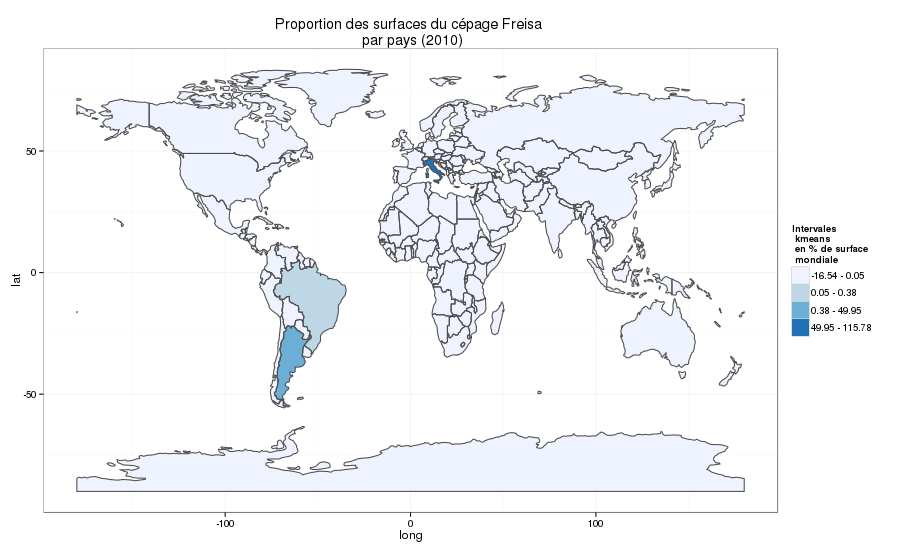 Proportion des surfaces du cépage Freisa
par pays (2010)
50
0
-50
lat
-100
0
100
long
Intervales
kmeans
en % de surface
mondiale
-16.54 - 0.05
0.05 - 0.38
0.38 - 49.95
49.95 - 115.78